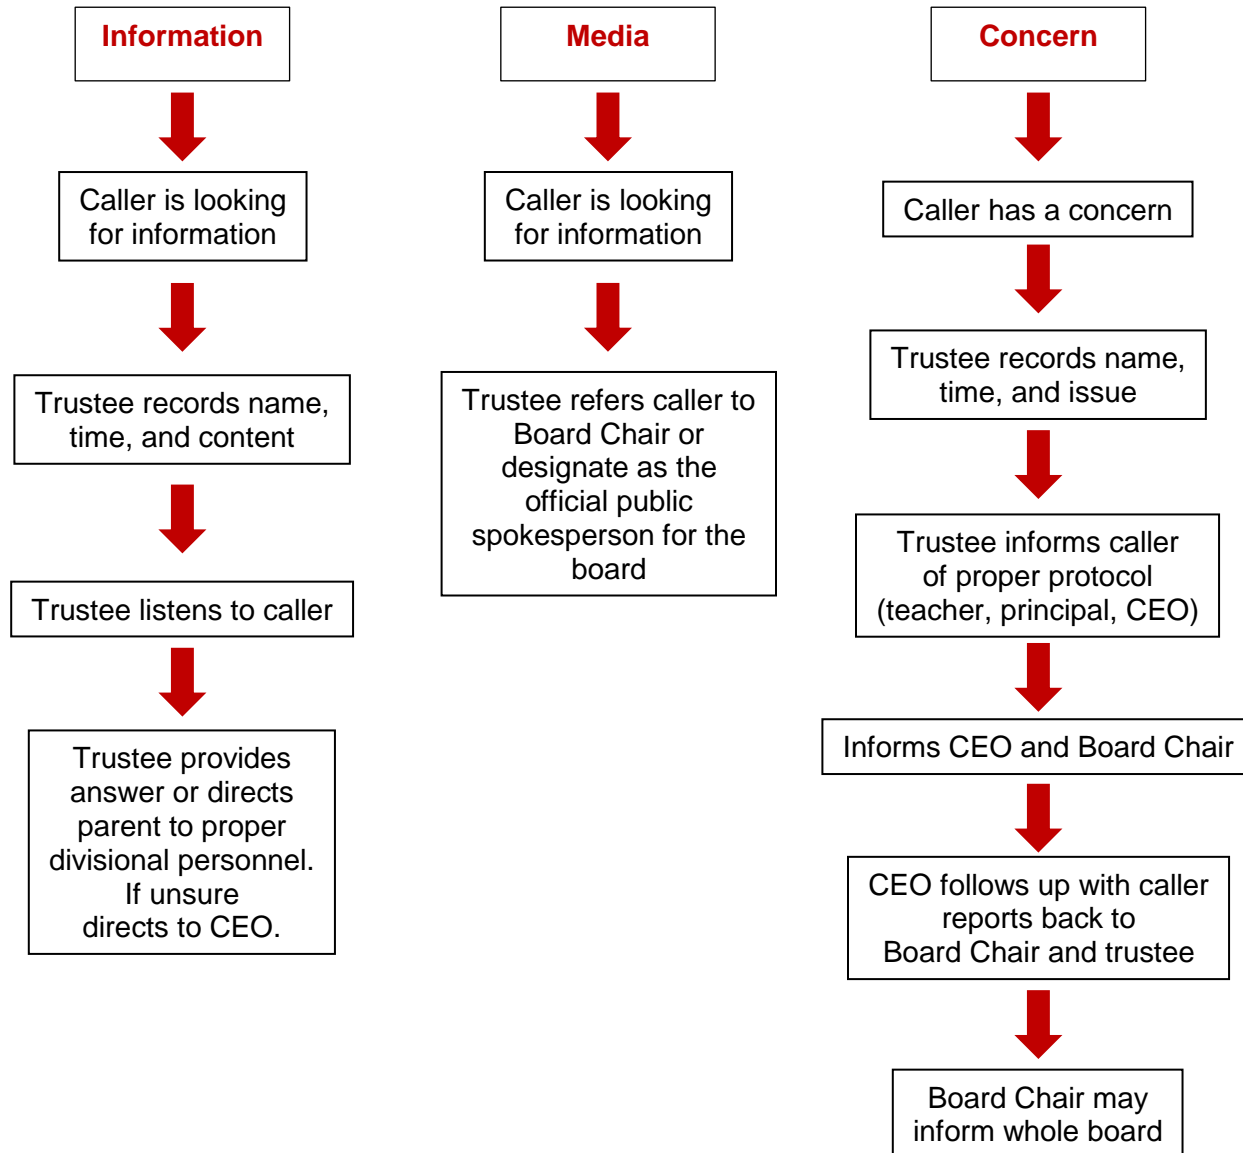 Information
Caller is looking
for information
Trustee records name,
time, and content
Trustee listens to caller
Trustee provides
answer or directs
parent to proper
divisional personnel.
If unsure
directs to CEO.
Media
Caller is looking
for information
Trustee refers caller to
Board Chair or
designate as the
official public
spokesperson for the
board
Concern
Caller has a concern
Trustee records name,
time, and issue
Trustee informs caller
of proper protocol
(teacher, principal, CEO)
Informs CEO and Board Chair
CEO follows up with caller
reports back to
Board Chair and trustee
Board Chair may
inform whole board